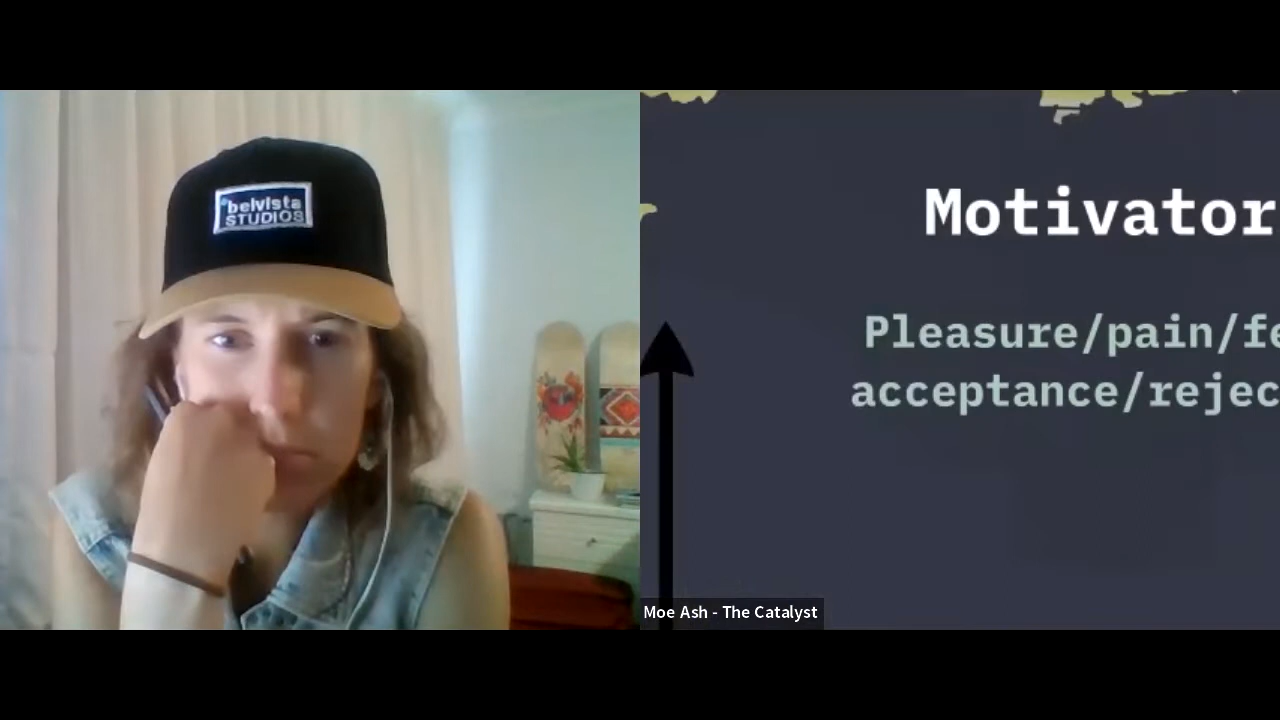 belvista
STUDIOS
Motivator
Pleasure/pain/fe
acceptance/rejec
Moe Ash - The Catalyst